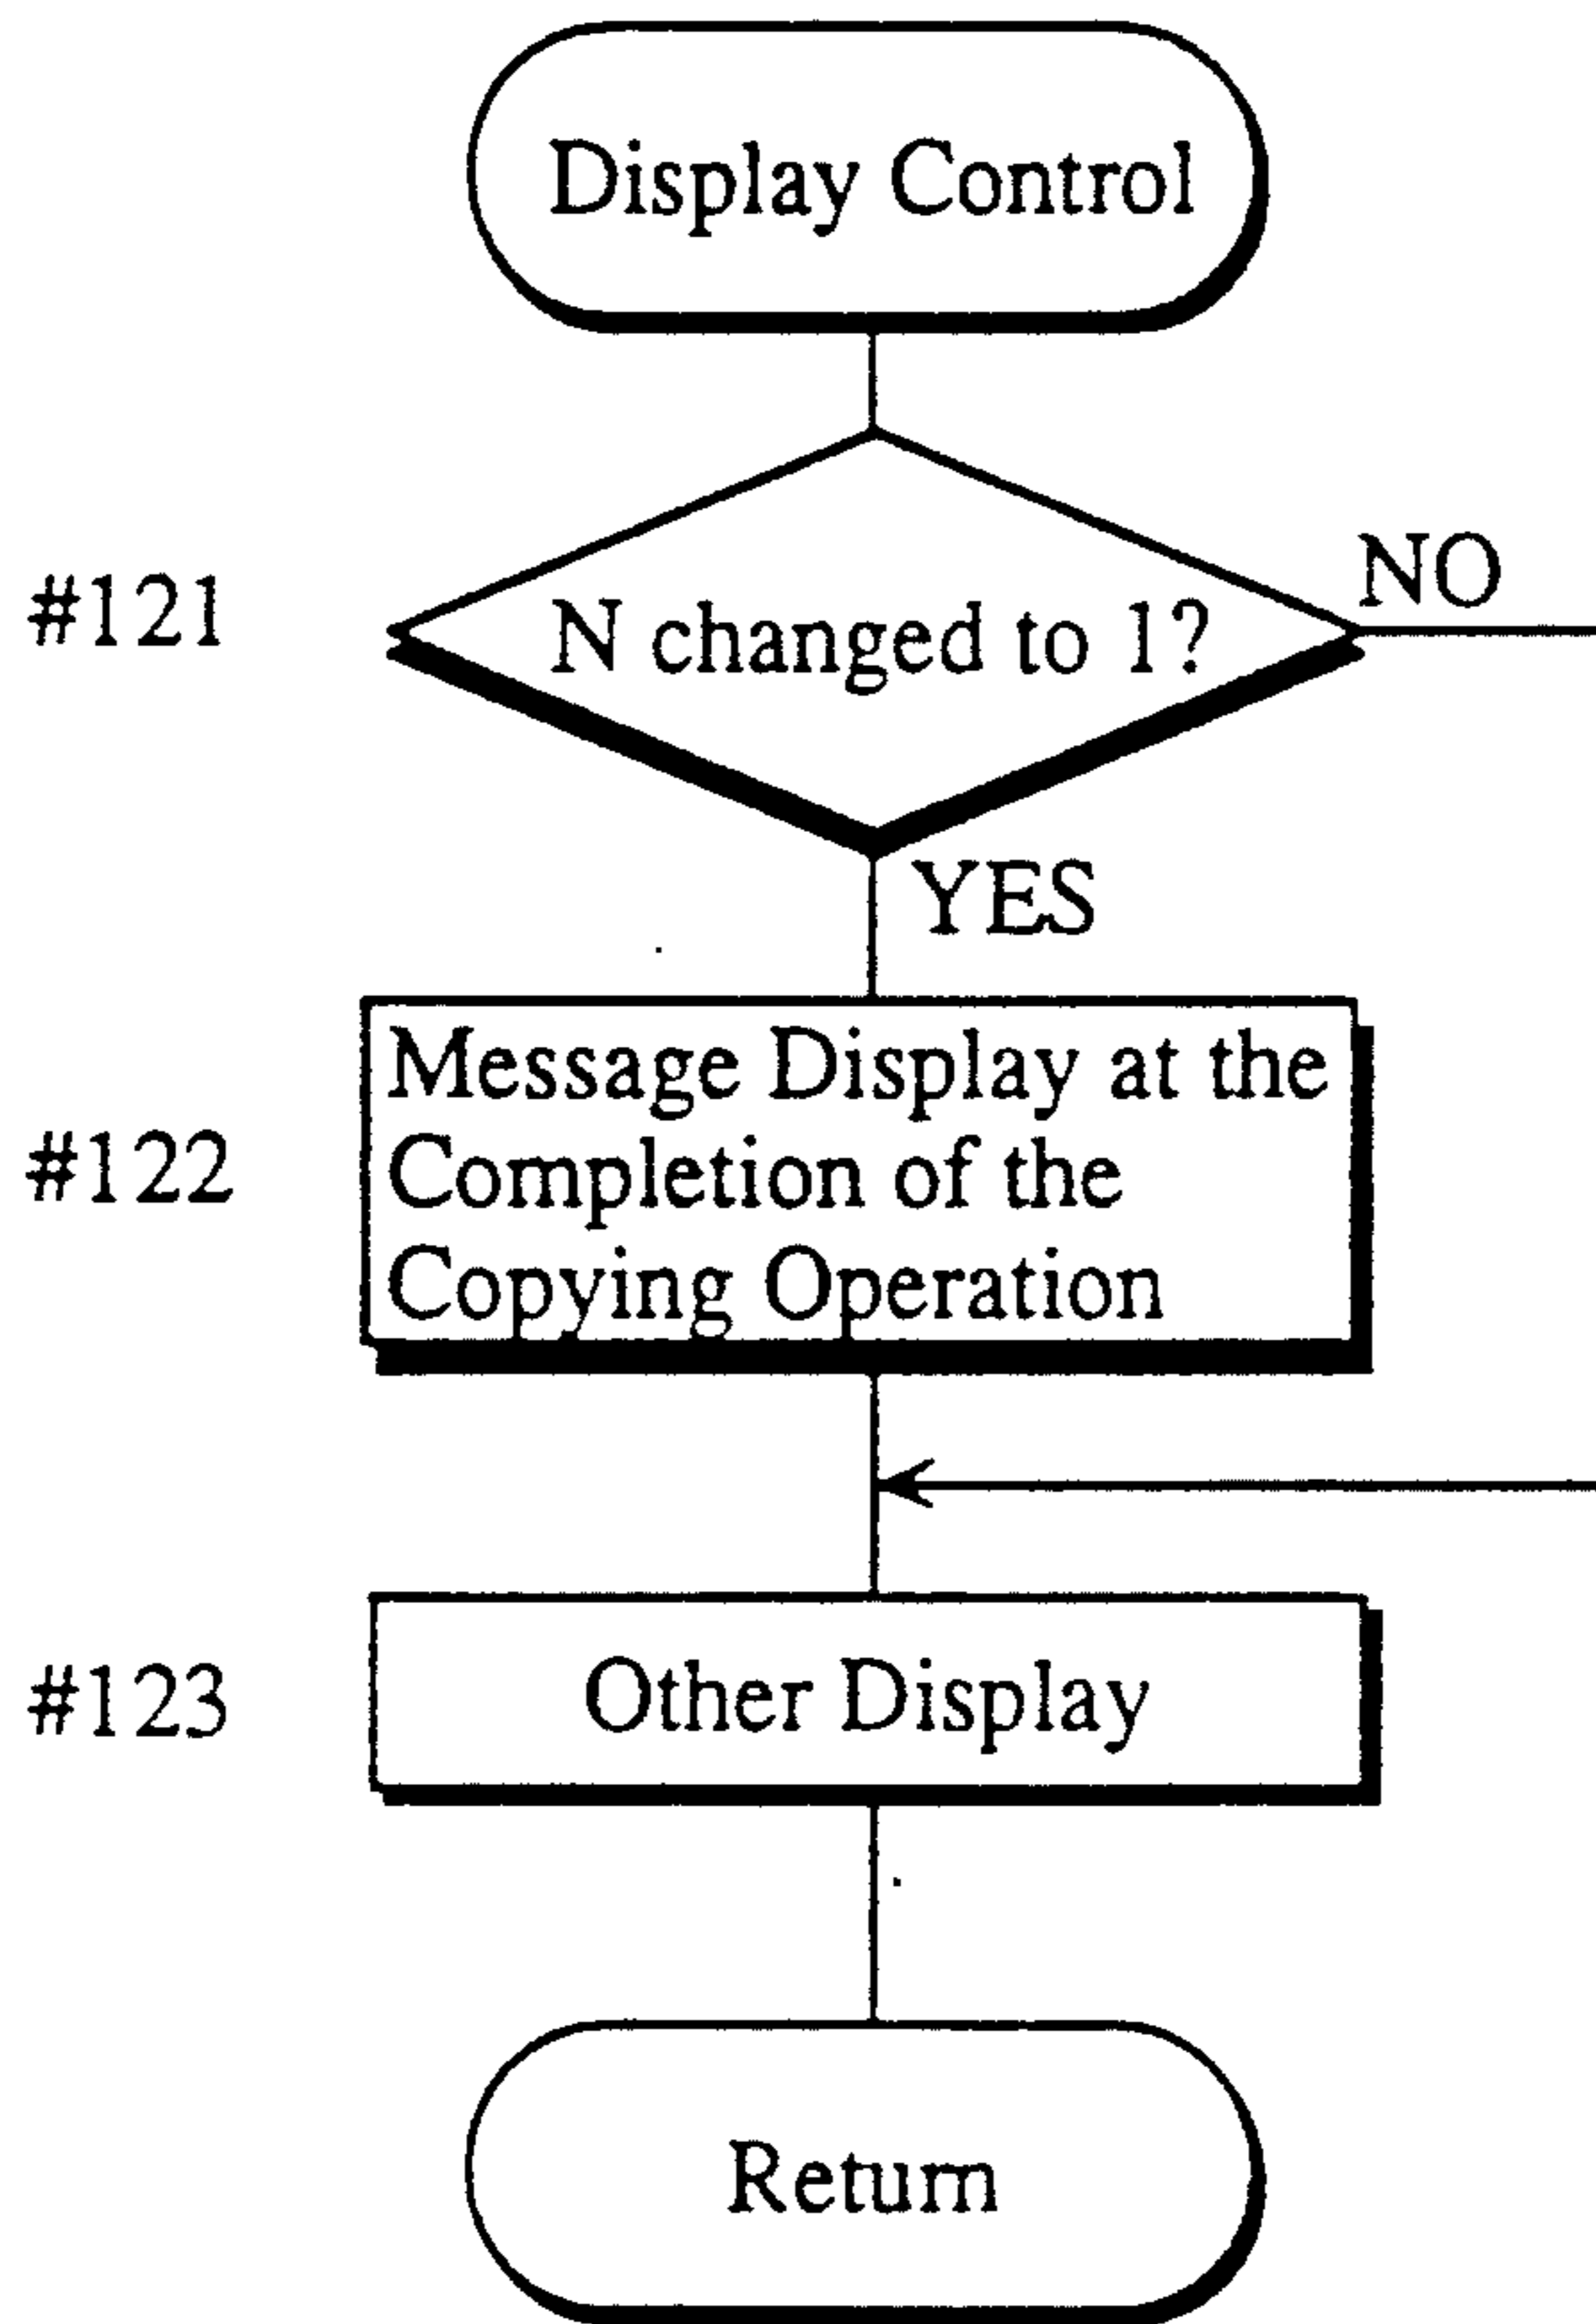 Display Control
#121
N changed to 1?
NO
YES
#122
Message Display at the
Completion of the
Copying Operation
#123
Other Display
Return